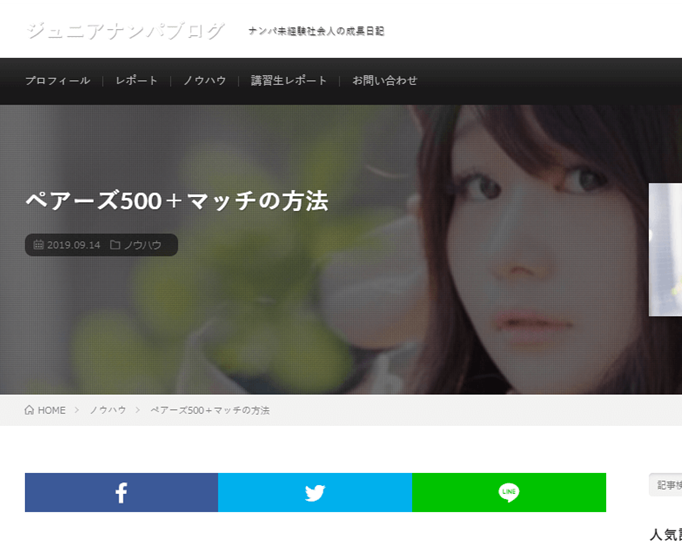 ジュニアナンパブログ
ナンパ未経験社会人の成果日記
プロフィール
レポート
ノウハウ
講習生レポート
お問い合わせ
ペアーズ500＋マッチの方法
2019.09.14 ノウハウ
HOME ノウハウ ペアーズ500＋マッチの方法
LINE
記事検
人気